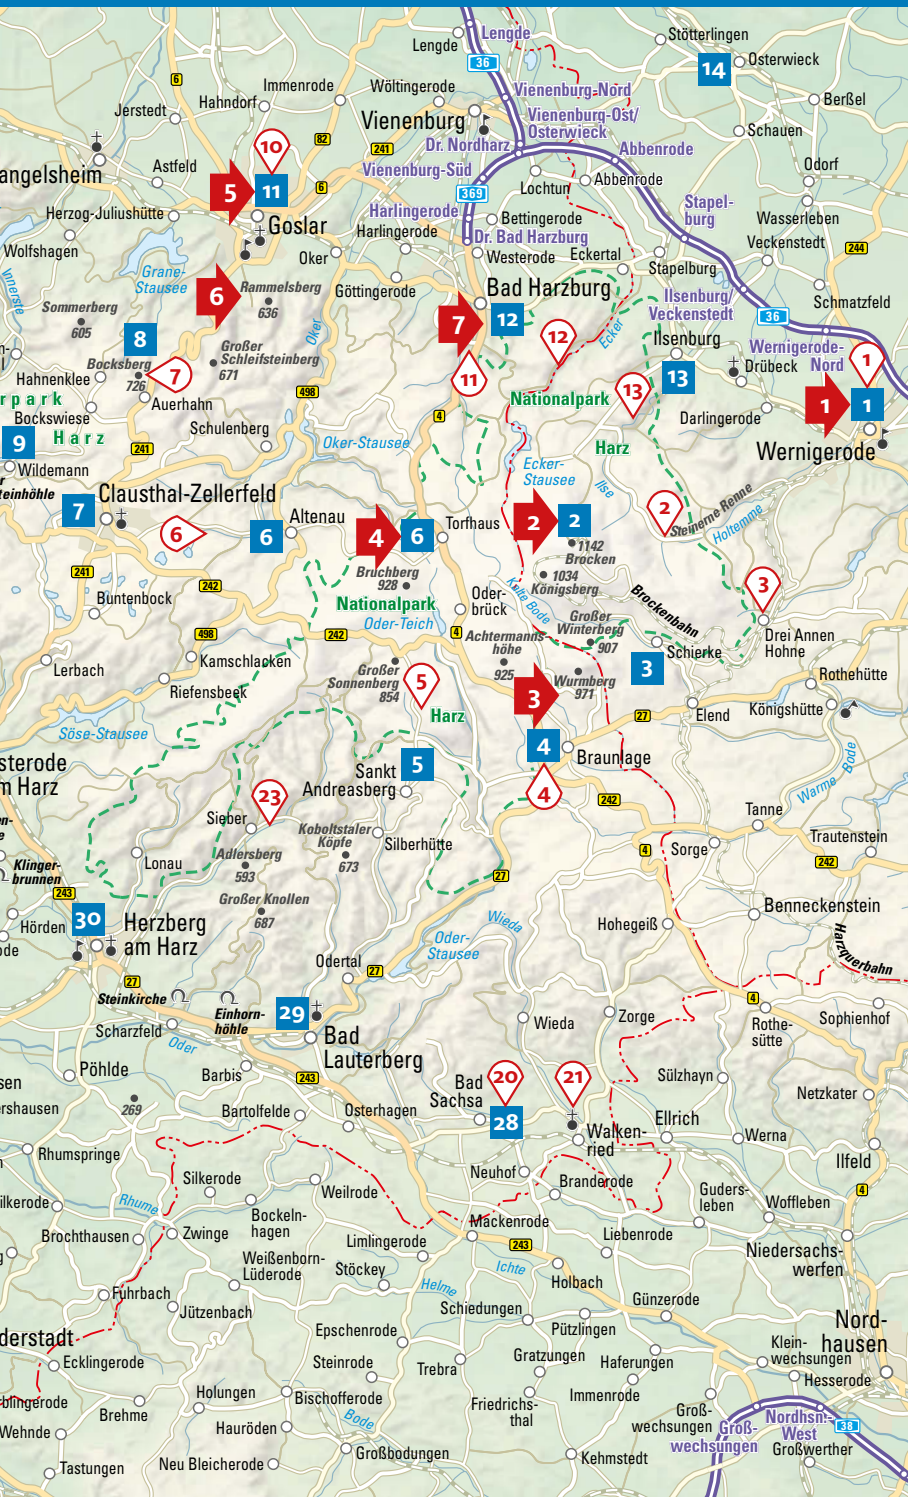 Lengde
Lengde
36
Stötterlingen
Osterwieck
14
6
Immenrode
Wöltingerode
Vienenburg-Nord
Berßel
Jerstedt
Hahndorf
Vienenburg
Vienenburg-Ost/
Osterwieck
Schauen
82
241
Dr. Nordharz
Abbenrode
10
angelsheim
Astfeld
Vienenburg-Süd
Odorf
5
11
6
369
Lochtum
Abbenrode
Stapel-
burg
Herzog-Juliushütte
Goslar
Harlingerode
Bettingerode
Wasserleben
Harlingerode
Dr. Bad Harzburg
Veckenstedt
244
Wolfshagen
Oker
Westerode
Eckertal
Stapelburg
Innerste
Grane-
Stausee
6
Rammelsberg
636
Göttingerode
Bad Harzburg
Ilsenburg/
Veckenstedt
Schmatzfeld
Sommerberg
605
Oker
7
12
Ecker
36
8
Großer
Schleifsteinberg
671
12
Ilsenburg
Wernigerode-
Nord
Bocksberg
726
7
11
13
13
Drübeck
1
Hahnenklee
Auerhahn
498
Nationalpark
rpark
Bockswiese
Harz
4
Darlingerode
1
1
9
Schulenberg
Oker-Stausee
Harz
Wernigerode
241
Wildemann
Ecker-
Stausee
Ilse
teinhöhle
Clausthal-Zellerfeld
Steinerne Renne
2
Holtemme
7
6
6
Altenau
4
6
Torfhaus
2
2
1142
Brocken
241
Bruchberg
928
1034
Königsberg
3
242
Buntenbock
Nationalpark
Oder-
brück
Kalte Bode
Brockenbahn
Oder-Teich
Großer
Winterberg
907
498
242
4
Achtermanns-
höhe
925
Drei Annen
Hohne
Lerbach
Kamschlacken
Großer
Sonnenberg
854
3
Schierke
Riefensbeek
5
Wurmberg
971
Rothehütte
3
Harz
27
Elend
Königshütte
Söse-Stausee
4
Braunlage
Bode
sterode
m Harz
Sankt
Andreasberg
5
4
242
Warme
23
Tanne
Sieber
Koboltstaler
Köpfe
673
Silberhütte
Trautenstein
Adlersberg
593
4
Sorge
242
Klinger-
brunnen
Lonau
27
243
Großer Knollen
687
Benneckenstein
30
Hörden
Herzberg
am Harz
Wieda
Hohegeiß
Oder-
Stausee
Harzquerbahn
Odertal
27
27
Steinkirche
Einhorn-
höhle
29
4
Scharzfeld
Wieda
Zorge
Rothe-
sütte
Sophienhof
Oder
Bad
Lauterberg
Pöhlde
Barbis
243
Bad
Sachsa
20
21
Sülzhayn
Netzkater
ershausen
269
Bartolfelde
Osterhagen
28
Ellrich
Walken-
ried
Werna
Rhumspringe
Ilfeld
Neuhof
Silkerode
Branderode
ilkerode
Rhume
Weilrode
Guders-
leben
Woffleben
4
Bockeln-
hagen
Brochthausen
Zwinge
Mackenrode
Limlingerode
243
Liebenrode
Niedersachs-
werfen
Weißenborn-
Lüderode
Stöckey
Ichte
Helme
Holbach
Fuhrbach
Jützenbach
Schiedungen
Günzerode
Nord-
hausen
derstadt
Epschenrode
Pützlingen
Klein-
wechsungen
Ecklingerode
Steinrode
Trebra
Gratzungen
Haferungen
Hesserode
blingerode
Holungen
Bischofferode
Friedrichs-
thal
Immenrode
Brehme
Bode
Groß-
wechsungen
Groß-
wechsungen
Nordhsn.-
West
38
Wehnde
Hauröden
Großwerther
Großbodungen
Tastungen
Neu Bleicherode
Kehmstedt